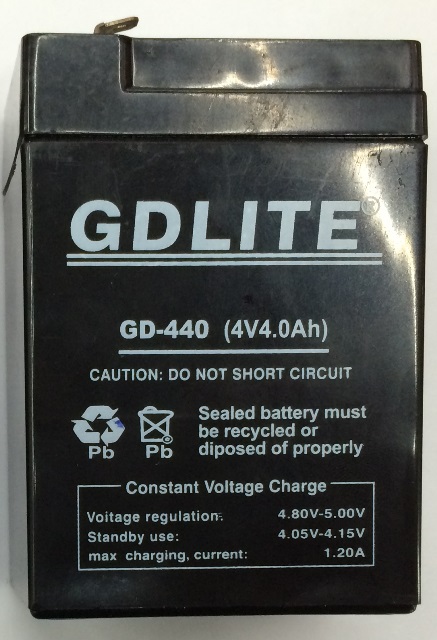 GDLITE®
GD-440 (4V4.0Ah)
CAUTION: DO NOT SHORT CIRCUIT
Pb Pb
Sealed battery must
be recycled or
diposed of properly
Constant Voltage Charge
Voitage regulation: 4.80V-5.00V
Standby use: 4.05V-4.15V
max charging, current: 1.20A